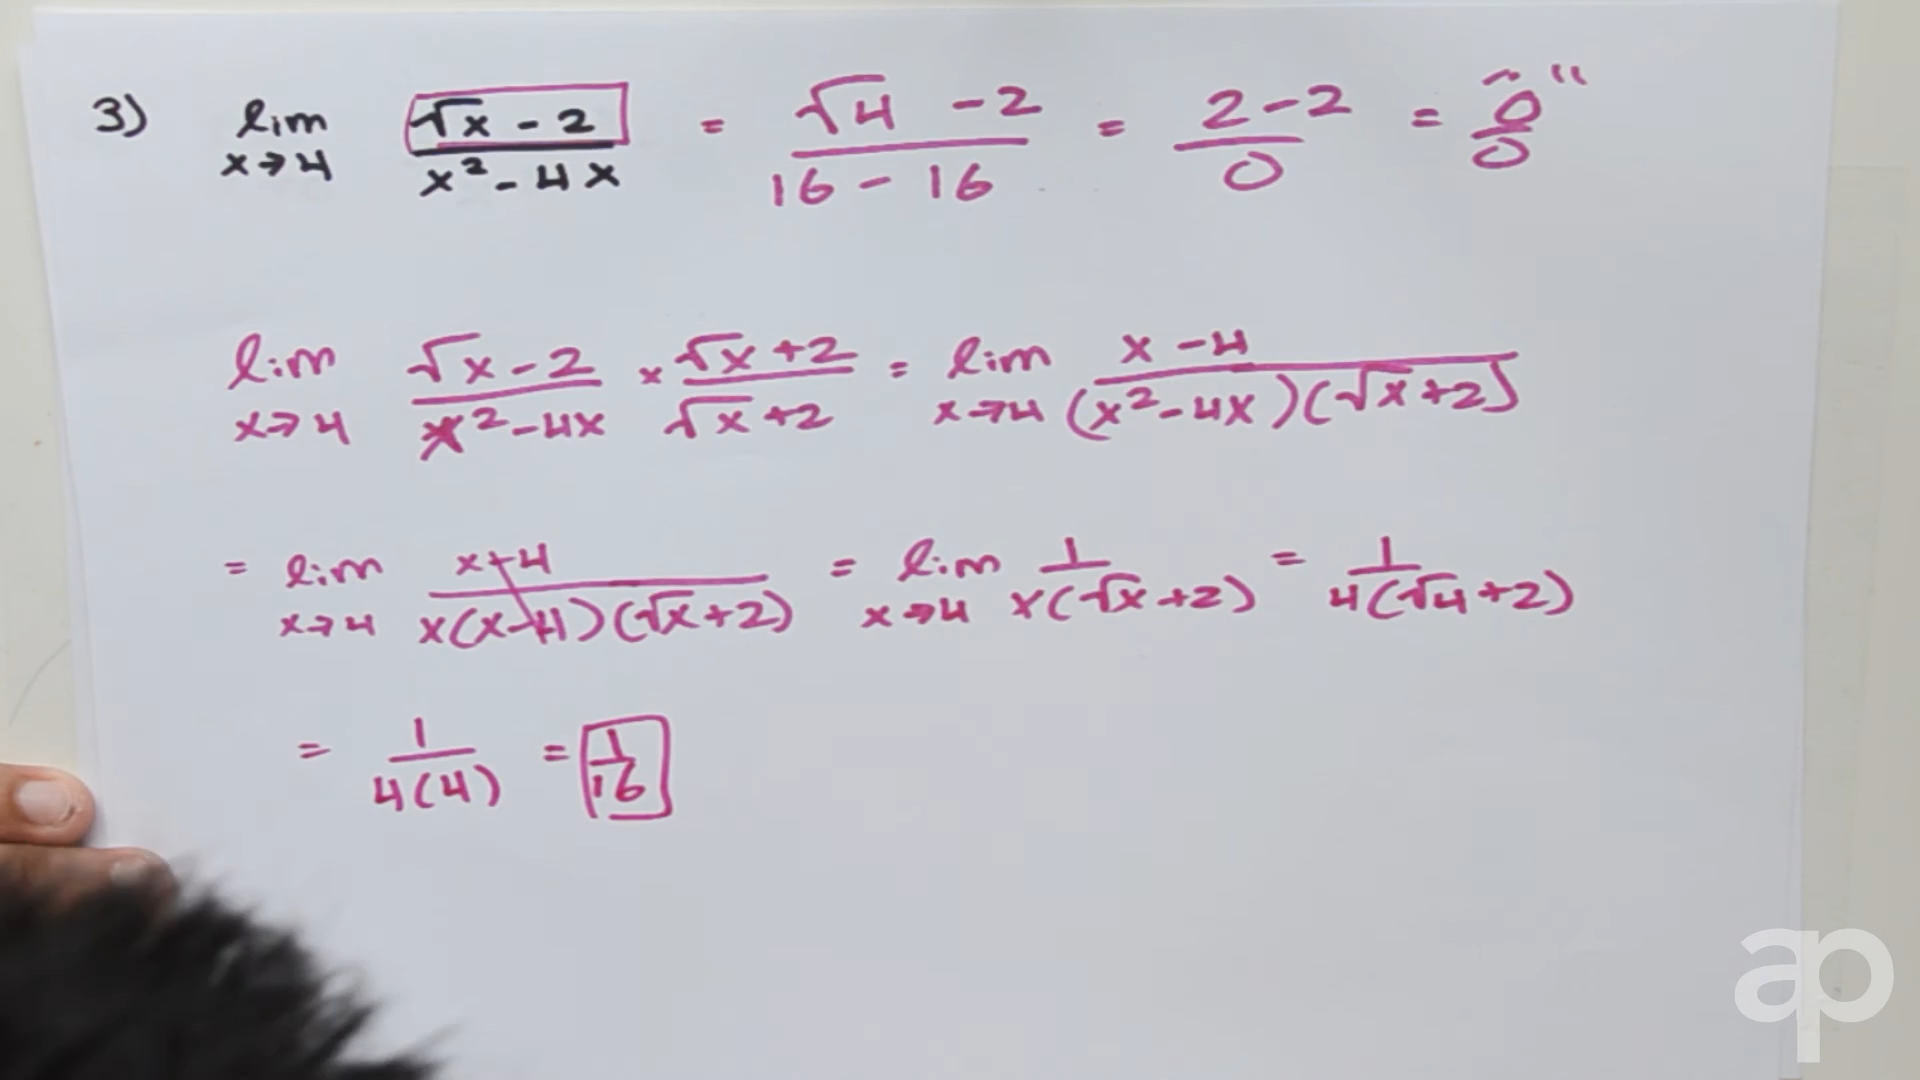 3) lim x→4 (√x - 2)/(x² - 4x) = (√4 - 2)/(16 - 16) = (2 - 2)/0 = "0/0"
lim x→4 (√x - 2)/(x² - 4x) × (√x + 2)/(√x + 2) = lim x→4 (x - 4)/((x² - 4x)(√x + 2))
= lim x→4 (x - 4)/(x(x - 4)(√x + 2)) = lim x→4 1/(x(√x + 2)) = 1/(4(√4 + 2))
= 1/(4(4)) = 1/16
ap